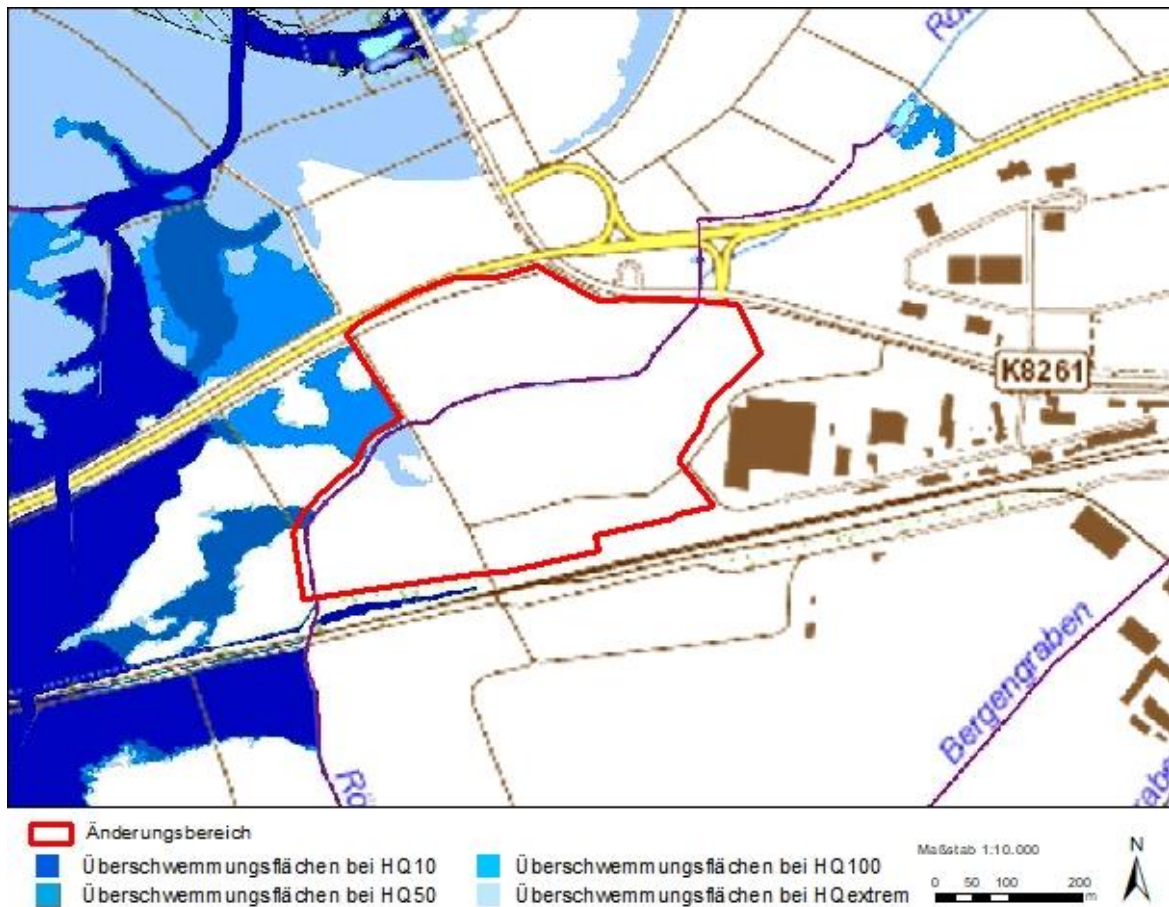 K8261
Bergengraben
Änderungsbereich
Überschwemmungsflächen bei HQ10
Überschwemmungsflächen bei HQ100
Überschwemmungsflächen bei HQ50
Überschwemmungsflächen bei HQextrem
Maßstab 1:10.000
0 50 100 200
m
N